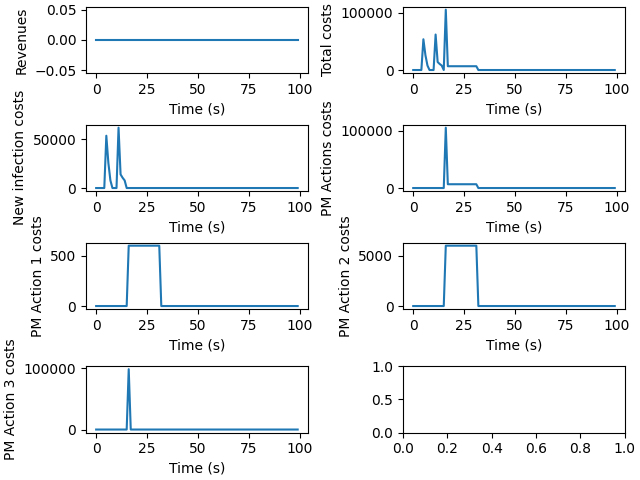 Revenues
0.05
0.00
−0.05
0 25 50 75 100
Time (s)
Total costs
100000
0
0 25 50 75 100
Time (s)
New infection costs
50000
0
0 25 50 75 100
Time (s)
PM Actions costs
100000
0
0 25 50 75 100
Time (s)
PM Action 1 costs
500
0
0 25 50 75 100
Time (s)
PM Action 2 costs
5000
0
0 25 50 75 100
Time (s)
PM Action 3 costs
100000
0
0 25 50 75 100
Time (s)
1.0
0.5
0.0
0.0 0.2 0.4 0.6 0.8 1.0